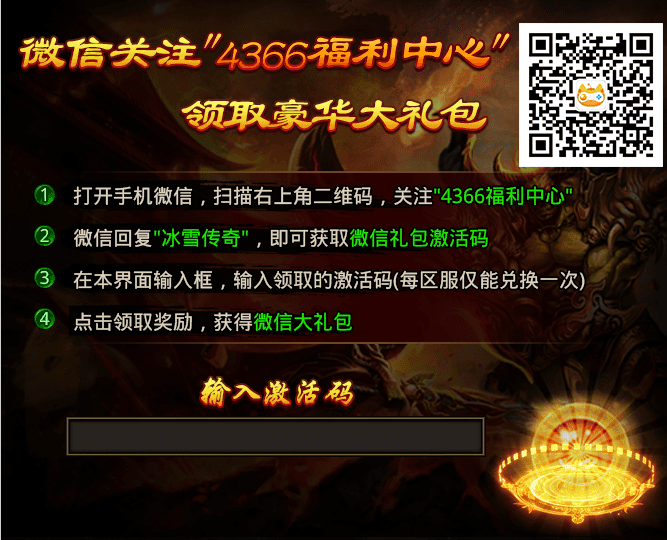 微信关注"4366福利中心"
领取豪华大礼包
1 打开手机微信，扫描右上角二维码，关注"4366福利中心"
2 微信回复"冰雪传奇"，即可获取微信礼包激活码
3 在本界面输入框，输入领取的激活码(每区服仅能兑换一次)
4 点击领取奖励，获得微信大礼包
输入激活码